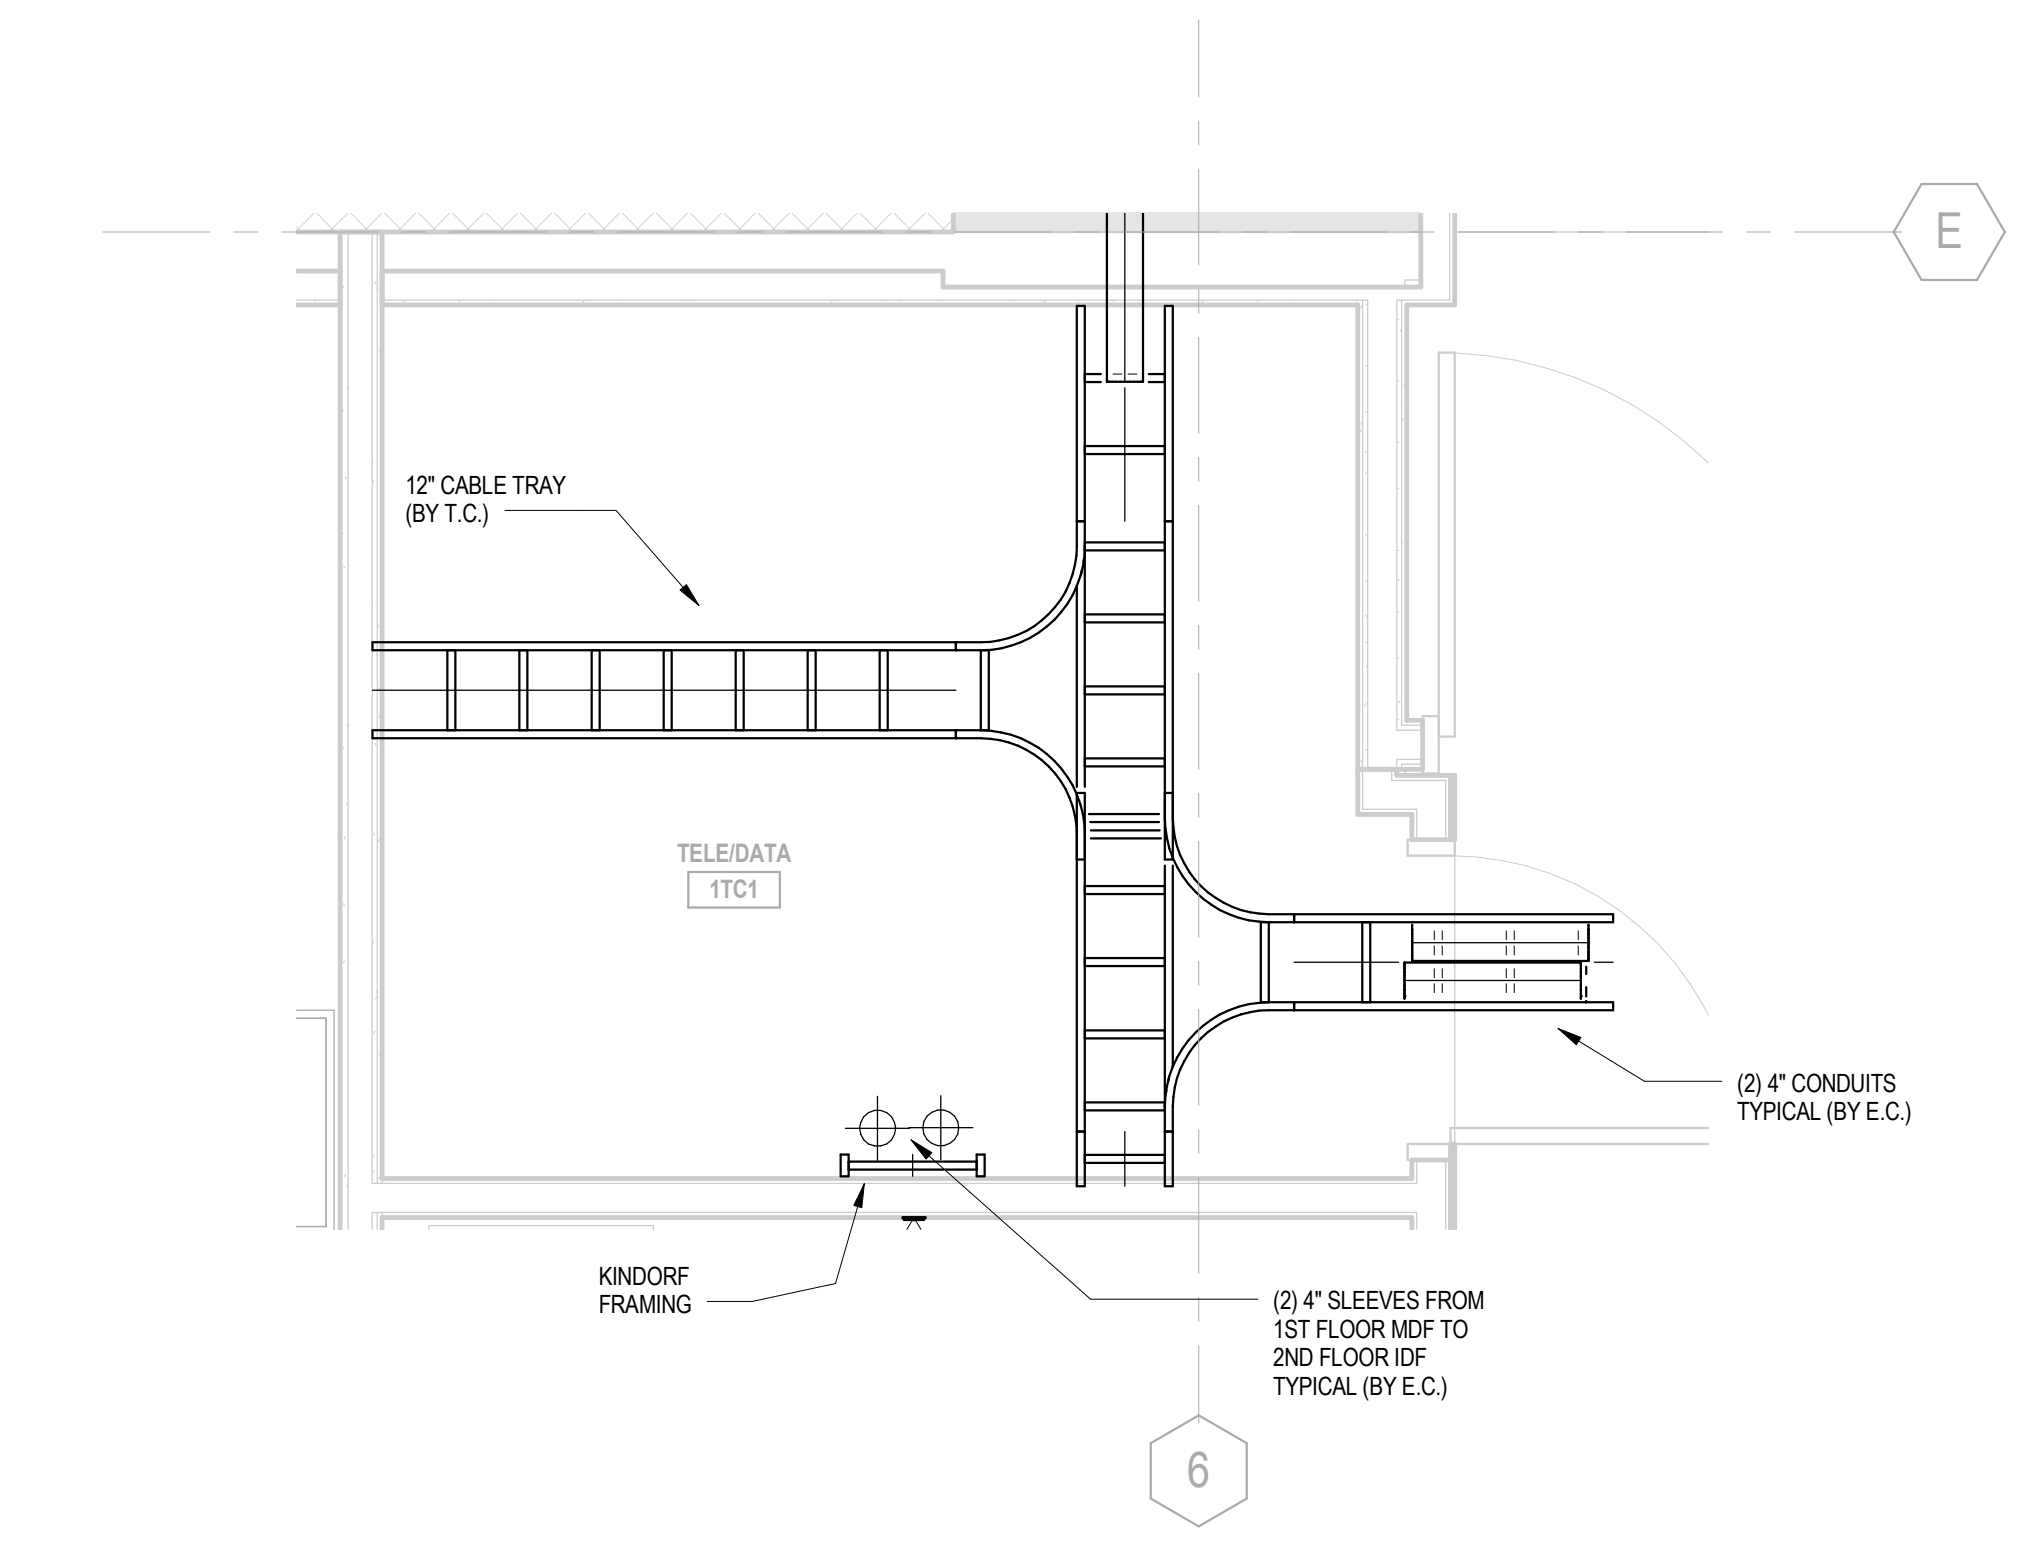 E
12" CABLE TRAY
(BY T.C.)
TELE/DATA
1TC1
(2) 4" CONDUITS
TYPICAL (BY E.C.)
KINDORF
FRAMING
(2) 4" SLEEVES FROM
1ST FLOOR MDF TO
2ND FLOOR IDF
TYPICAL (BY E.C.)
6